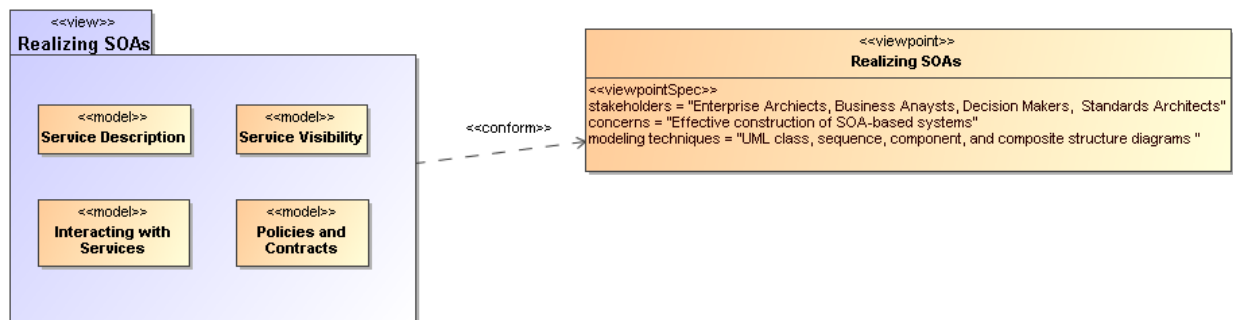 <<view>>
Realizing SOAs
<<model>>
Service Description
<<model>>
Service Visibility
<<model>>
Interacting with
Services
<<model>>
Policies and
Contracts
<<conform>>
<<viewpoint>>
Realizing SOAs
<<viewpointSpec>>
stakeholders = "Enterprise Archiects, Business Anaysts, Decision Makers,  Standards Architects"
concerns = "Effective construction of SOA-based systems"
modeling techniques = "UML class, sequence, component, and composite structure diagrams "